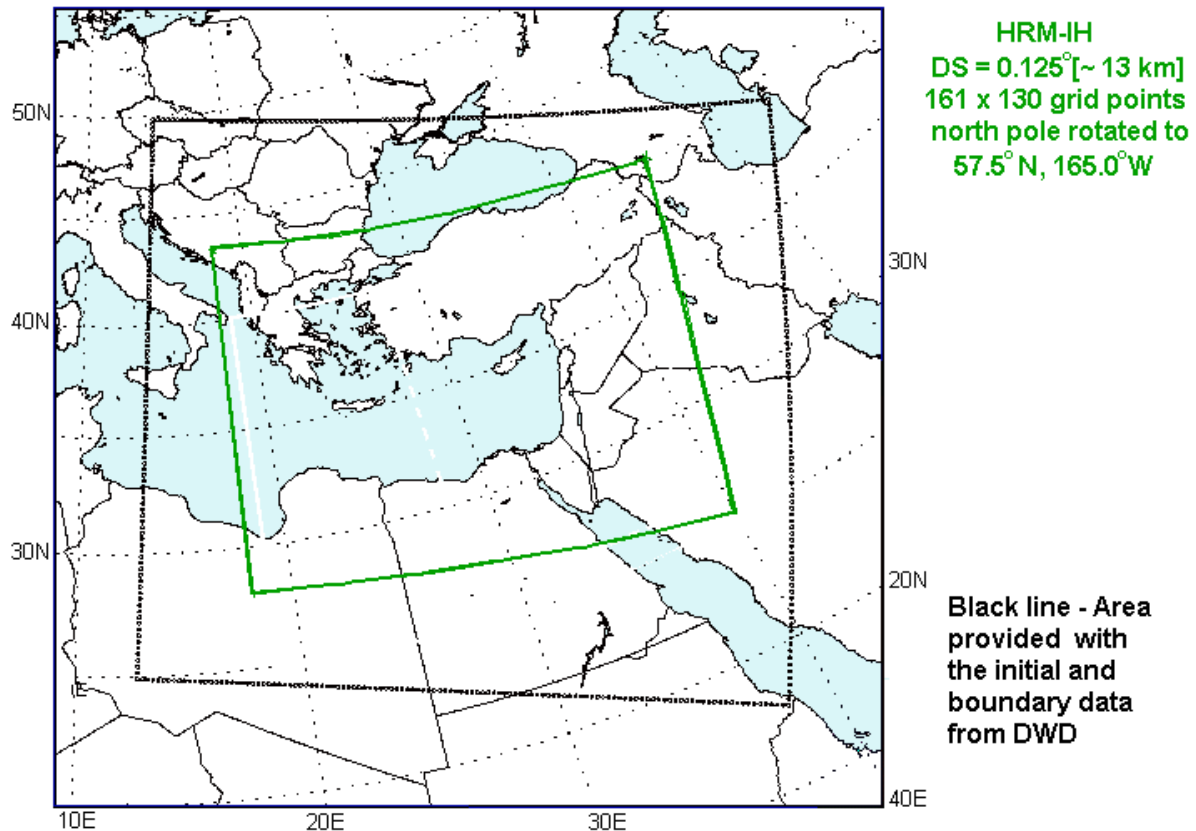 HRM-IH
DS = 0.125°[~ 13 km]
161 x 130 grid points
north pole rotated to
57.5° N, 165.0°W
50N
30N
40N
30N
20N
Black line - Area
provided with
the initial and
boundary data
from DWD
40E
10E
20E
30E